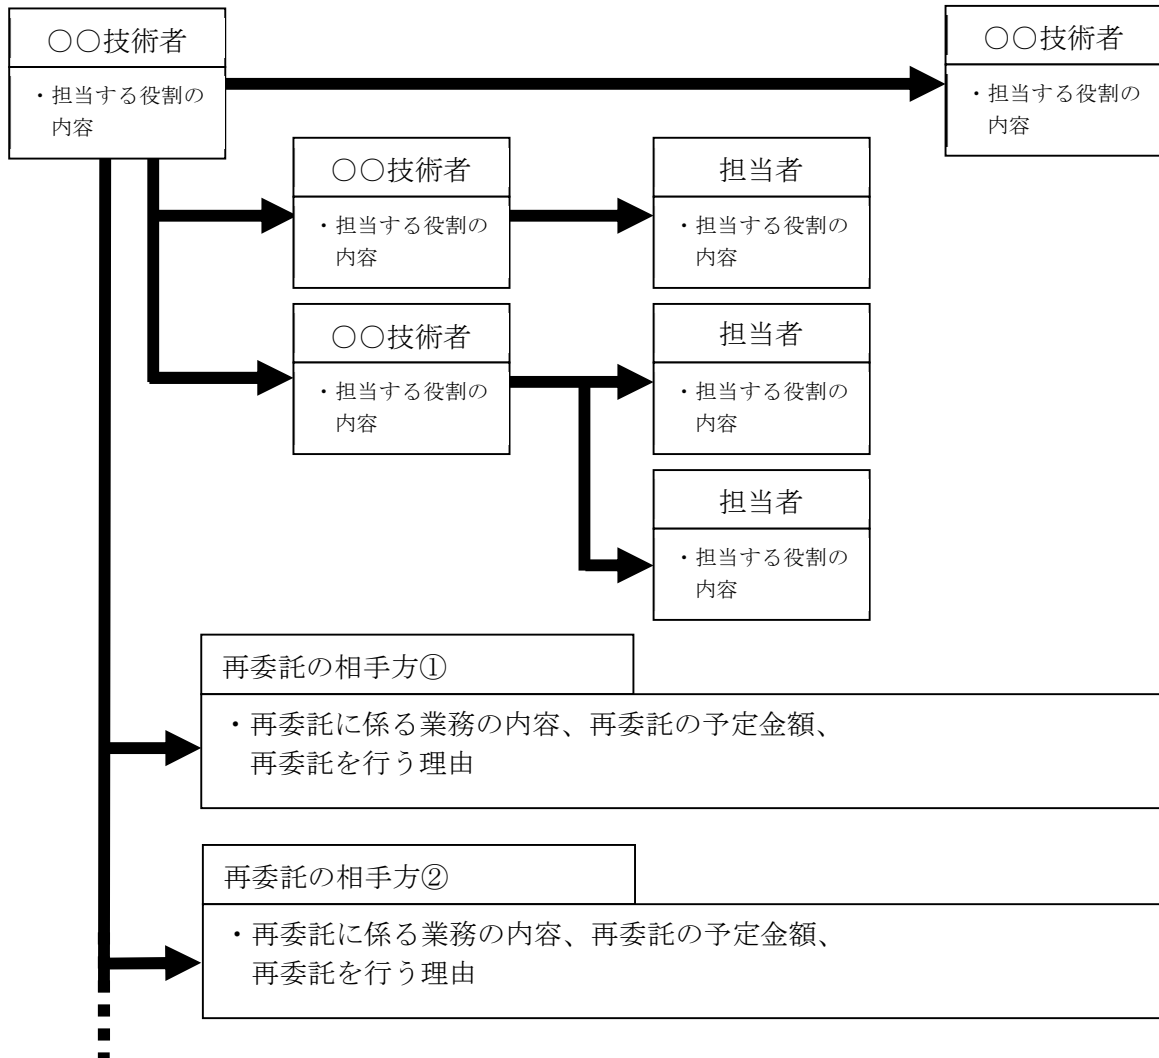 ○○技術者
・担当する役割の
内容
○○技術者
・担当する役割の
内容
○○技術者
・担当する役割の
内容
担当者
・担当する役割の
内容
○○技術者
・担当する役割の
内容
担当者
・担当する役割の
内容
担当者
・担当する役割の
内容
再委託の相手方①
・再委託に係る業務の内容、再委託の予定金額、
再委託を行う理由
再委託の相手方②
・再委託に係る業務の内容、再委託の予定金額、
再委託を行う理由